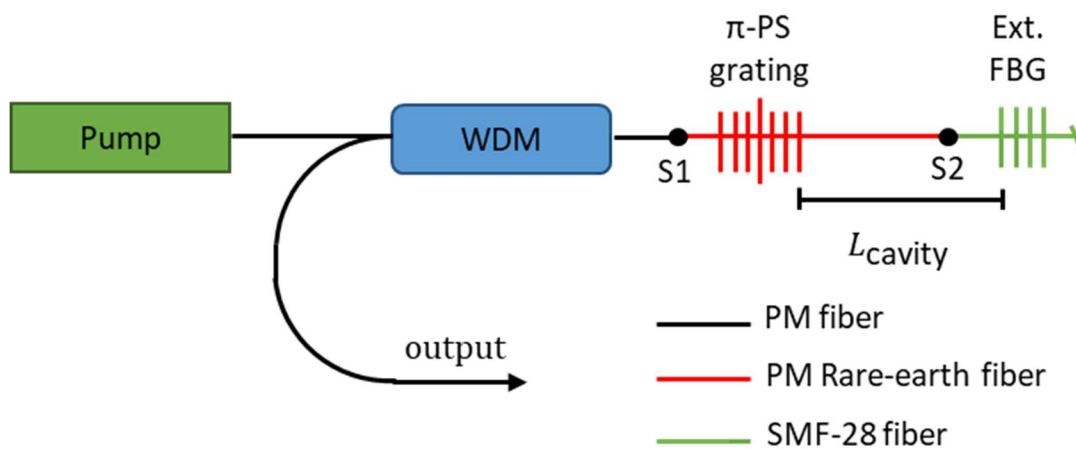 π-PS
grating
Ext.
FBG
Pump
WDM
S1
S2
L cavity
output
PM fiber
PM Rare-earth fiber
SMF-28 fiber